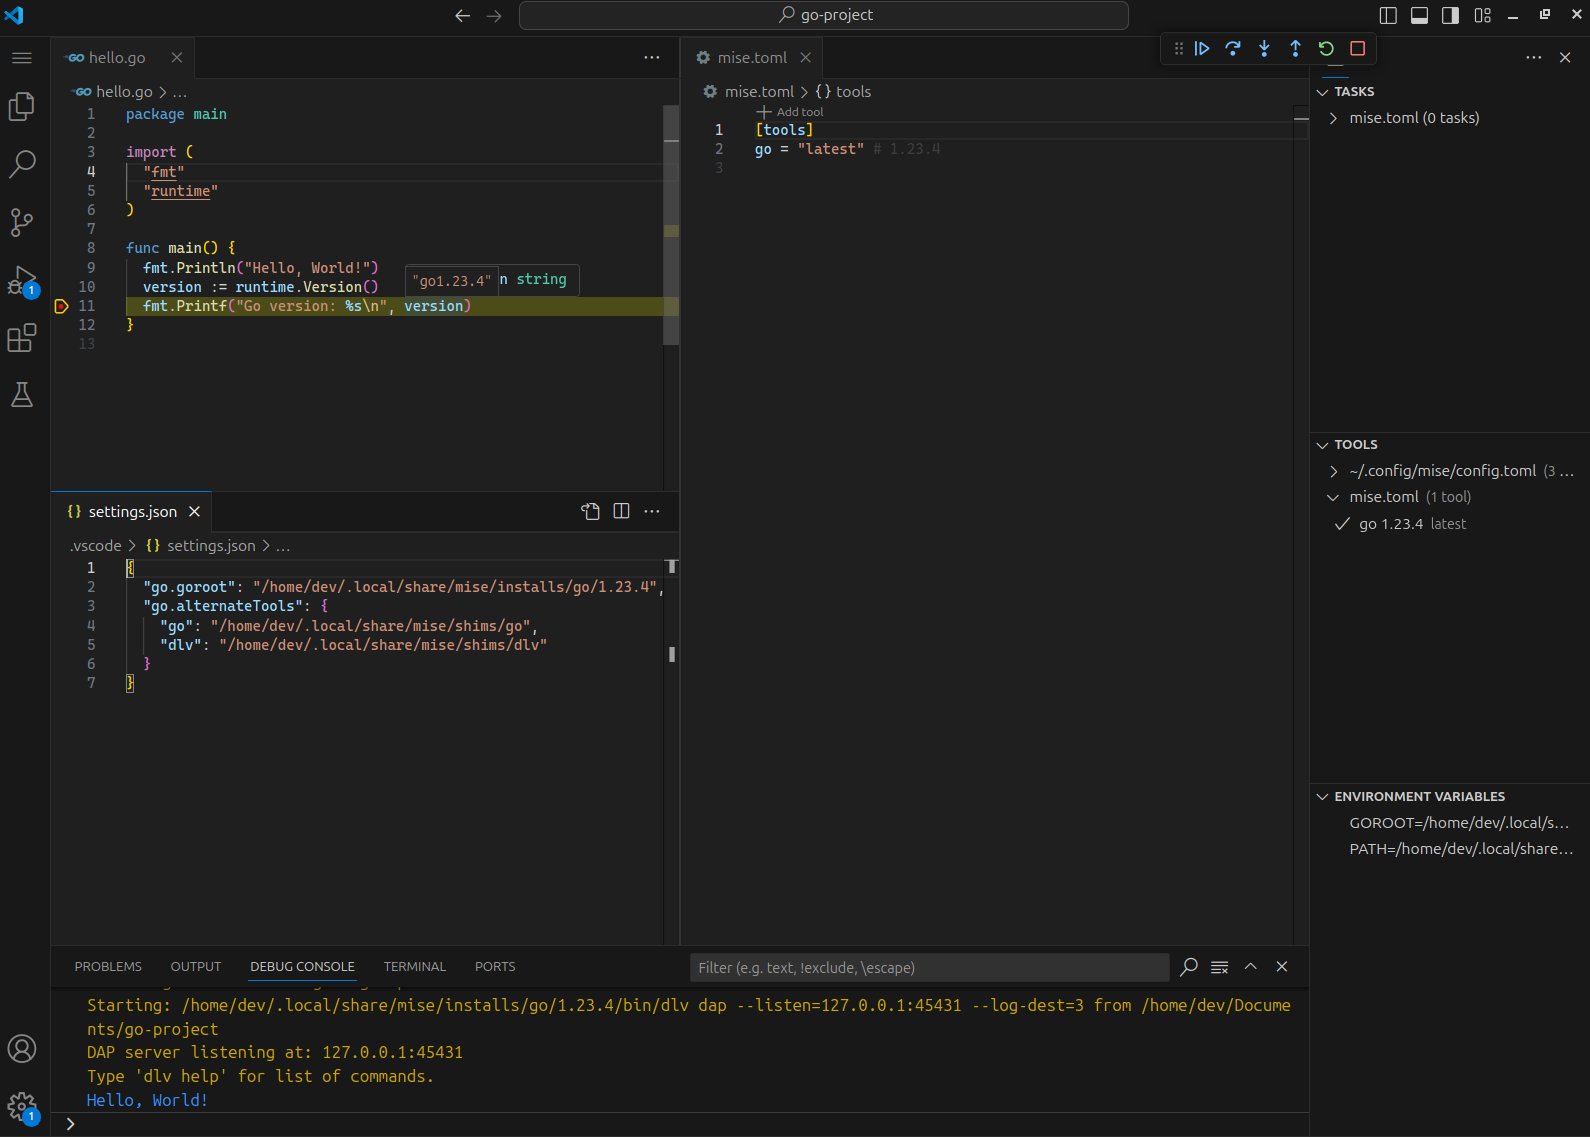 go-project
hello.go
hello.go > ...
1 package main
2
3 import (
4 "fmt"
5 "runtime"
6 )
7
8 func main() {
9 fmt.Println("Hello, World!")
10 version := runtime.Version()
"go1.23.4" n string
11 fmt.Printf("Go version: %s\n", version)
12 }
13
mise.toml
mise.toml > {} tools
Add tool
1 [tools]
2 go = "latest" # 1.23.4
3
TASKS
mise.toml (0 tasks)
TOOLS
~/.config/mise/config.toml (3 ...
mise.toml (1 tool)
go 1.23.4 latest
ENVIRONMENT VARIABLES
GOROOT=/home/dev/.local/s...
PATH=/home/dev/.local/share...
{} settings.json
.vscode > {} settings.json > ...
1 {
2 "go.goroot": "/home/dev/.local/share/mise/installs/go/1.23.4",
3 "go.alternateTools": {
4 "go": "/home/dev/.local/share/mise/shims/go",
5 "dlv": "/home/dev/.local/share/mise/shims/dlv"
6 }
7 }
1
PROBLEMS OUTPUT DEBUG CONSOLE TERMINAL PORTS
Filter (e.g. text, !exclude, \escape)
Starting: /home/dev/.local/share/mise/installs/go/1.23.4/bin/dlv dap --listen=127.0.0.1:45431 --log-dest=3 from /home/dev/Docume
nts/go-project
DAP server listening at: 127.0.0.1:45431
Type 'dlv help' for list of commands.
Hello, World!
1